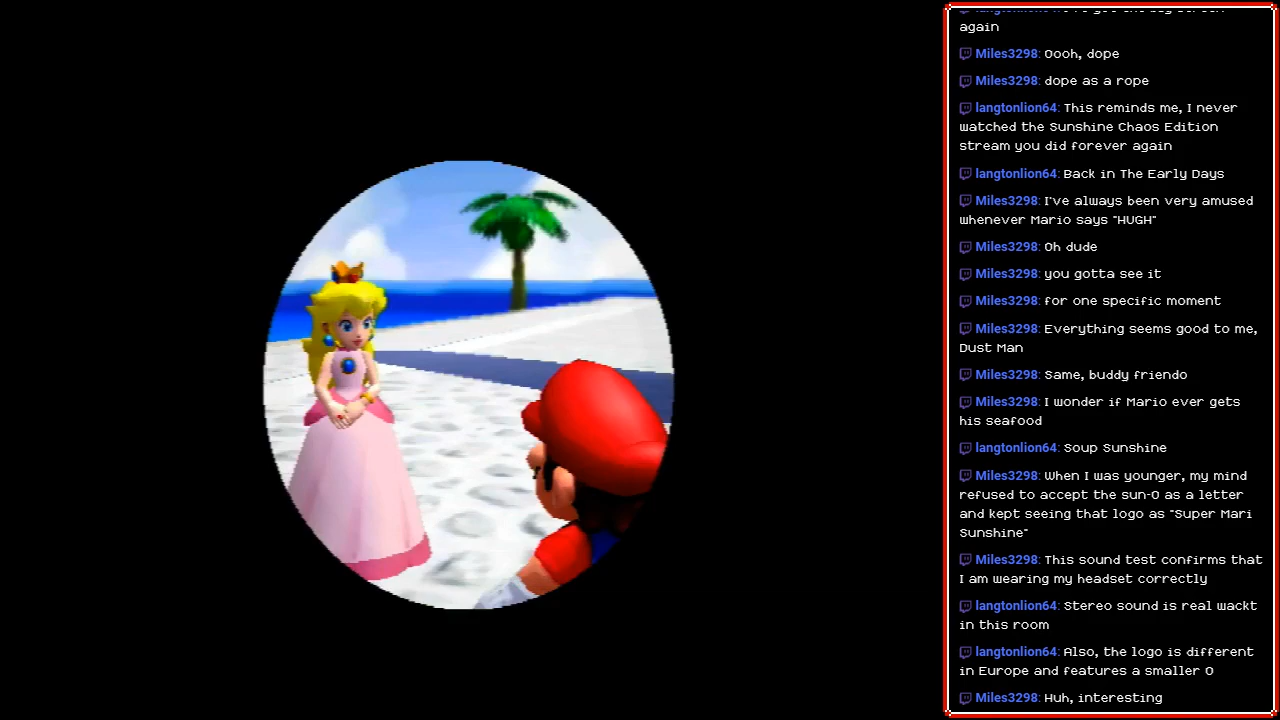 again
Miles3298: Oooh, dope
Miles3298: dope as a rope
langtonlion64: This reminds me, I never
watched the Sunshine Chaos Edition
stream you did forever again
langtonlion64: Back in The Early Days
Miles3298: I've always been very amused
whenever Mario says "HUGH"
Miles3298: Oh dude
Miles3298: you gotta see it
Miles3298: for one specific moment
Miles3298: Everything seems good to me,
Dust Man
Miles3298: Same, buddy friendo
Miles3298: I wonder if Mario ever gets
his seafood
langtonlion64: Soup Sunshine
Miles3298: When I was younger, my mind
refused to accept the sun-O as a letter
and kept seeing that logo as "Super Mari
Sunshine"
Miles3298: This sound test confirms that
I am wearing my headset correctly
langtonlion64: Stereo sound is real wackt
in this room
langtonlion64: Also, the logo is different
in Europe and features a smaller O
Miles3298: Huh, interesting